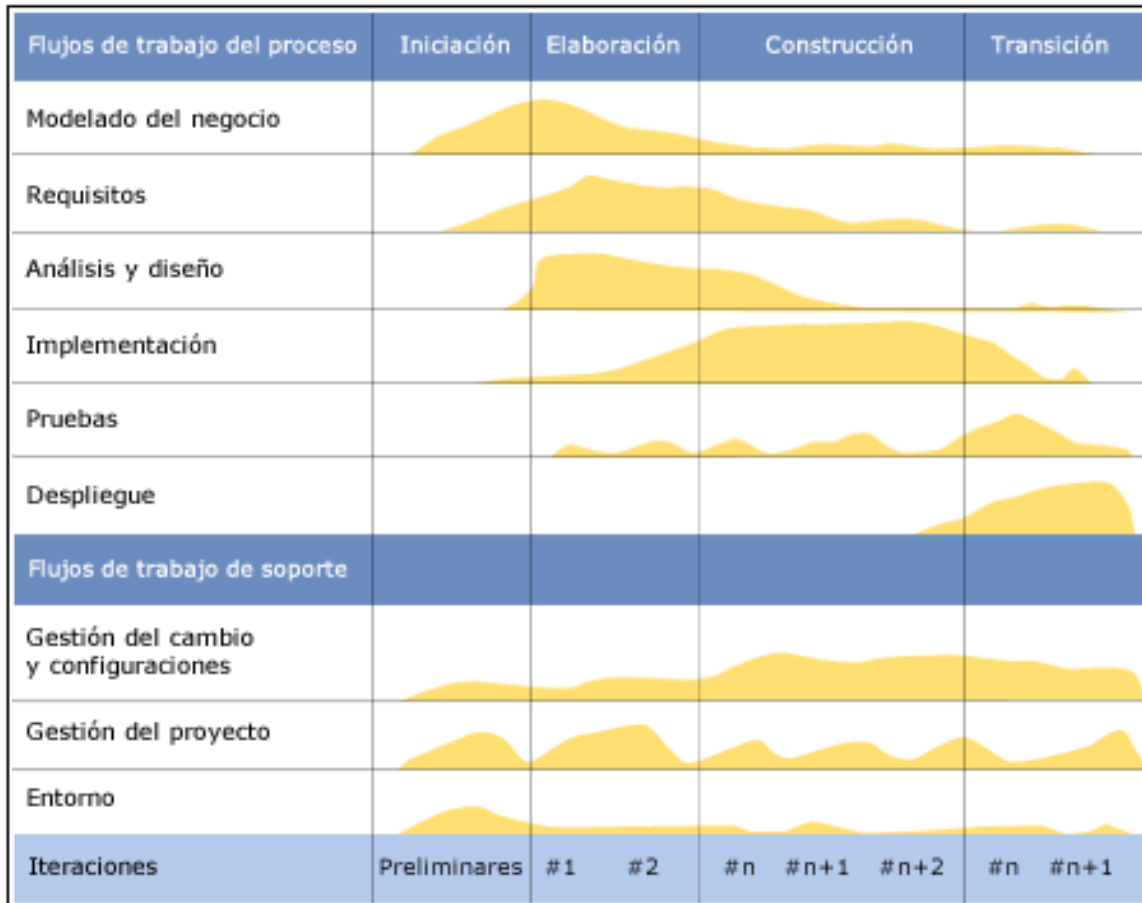 Flujos de trabajo del proceso Iniciación Elaboración Construcción Transición
Modelado del negocio
Requisitos
Análisis y diseño
Implementación
Pruebas
Despliegue
Flujos de trabajo de soporte
Gestión del cambio
y configuraciones
Gestión del proyecto
Entorno
Iteraciones Preliminares #1 #2 #n #n+1 #n+2 #n #n+1